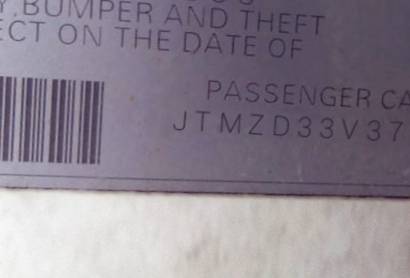 Y, BUMPER AND THEFT
ECT ON THE DATE OF
PASSENGER CA
JTMZD33V37